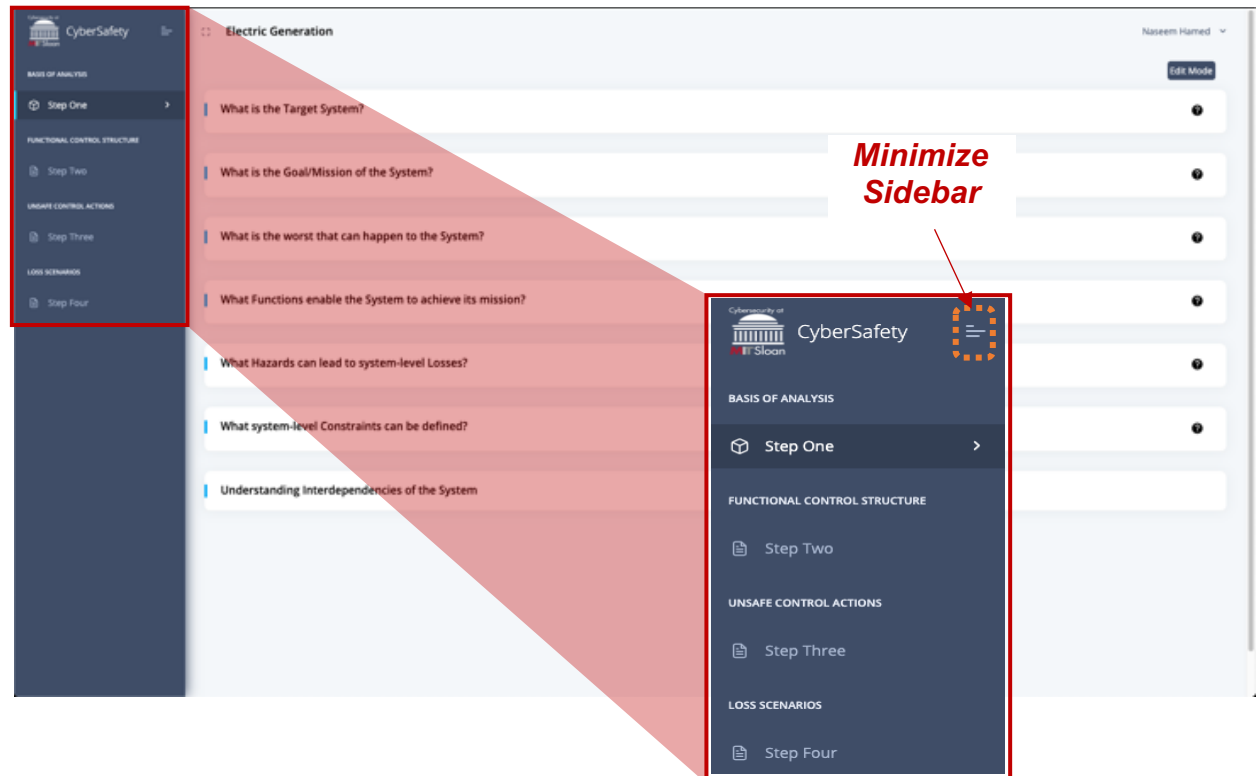 Cybersecurity at
CyberSafety
MIT Sloan
BASIS OF ANALYSIS
Step One
FUNCTIONAL CONTROL STRUCTURE
Step Two
UNSAFE CONTROL ACTIONS
Step Three
LOSS SCENARIOS
Step Four
Electric Generation
Naseem Hamed
Edit Mode
What is the Target System?
What is the Goal/Mission of the System?
What is the worst that can happen to the System?
What Functions enable the System to achieve its mission?
What Hazards can lead to system-level Losses?
What system-level Constraints can be defined?
Understanding Interdependencies of the System
Minimize
Sidebar
Cybersecurity at
CyberSafety
MIT Sloan
BASIS OF ANALYSIS
Step One
FUNCTIONAL CONTROL STRUCTURE
Step Two
UNSAFE CONTROL ACTIONS
Step Three
LOSS SCENARIOS
Step Four